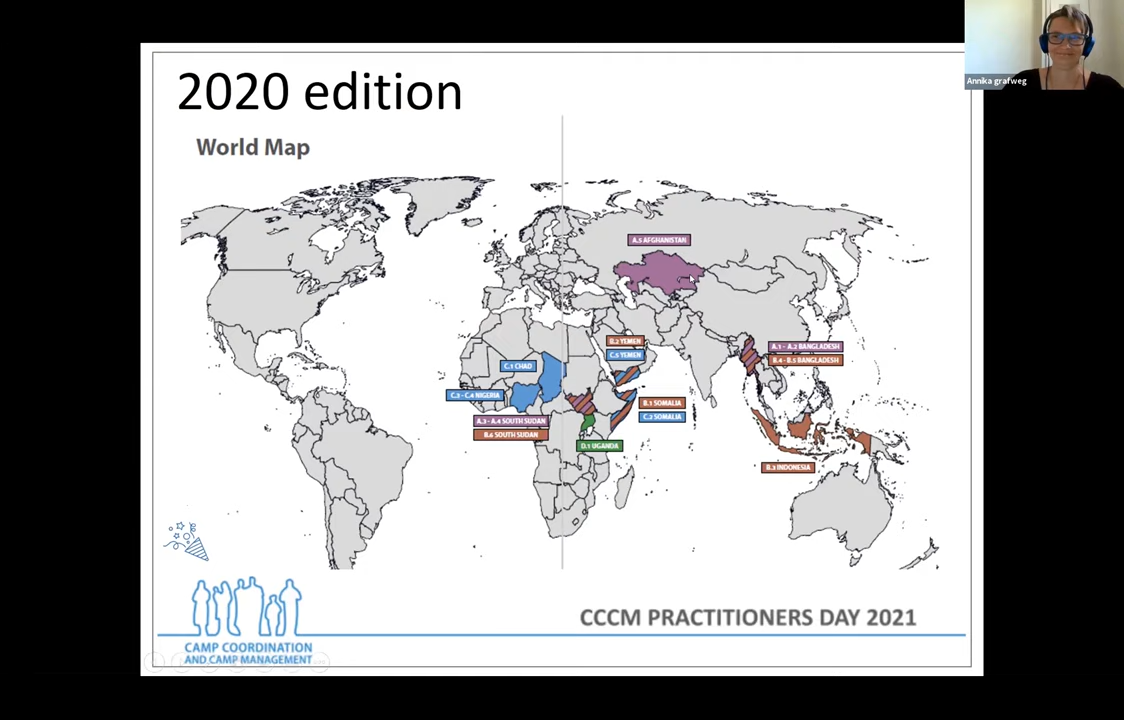 2020 edition
World Map
Annika grafweg
A.5 AFGHANISTAN
B.2 YEMEN
C.5 YEMEN
A.1 - A.2 BANGLADESH
B.4 - B.5 BANGLADESH
C.1 CHAD
C.3 - C.4 NIGERIA
B.1 SOMALIA
C.2 SOMALIA
A.3 - A.4 SOUTH SUDAN
B.6 SOUTH SUDAN
D.1 UGANDA
B.3 INDONESIA
CCCM PRACTITIONERS DAY 2021
CAMP COORDINATION
AND CAMP MANAGEMENT